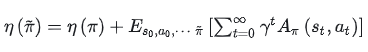 η(π̃) = η(π) + E_{s_0,a_0,⋯ π̃} [∑_{t=0}^{∞} γ^t A_π(s_t, a_t)]